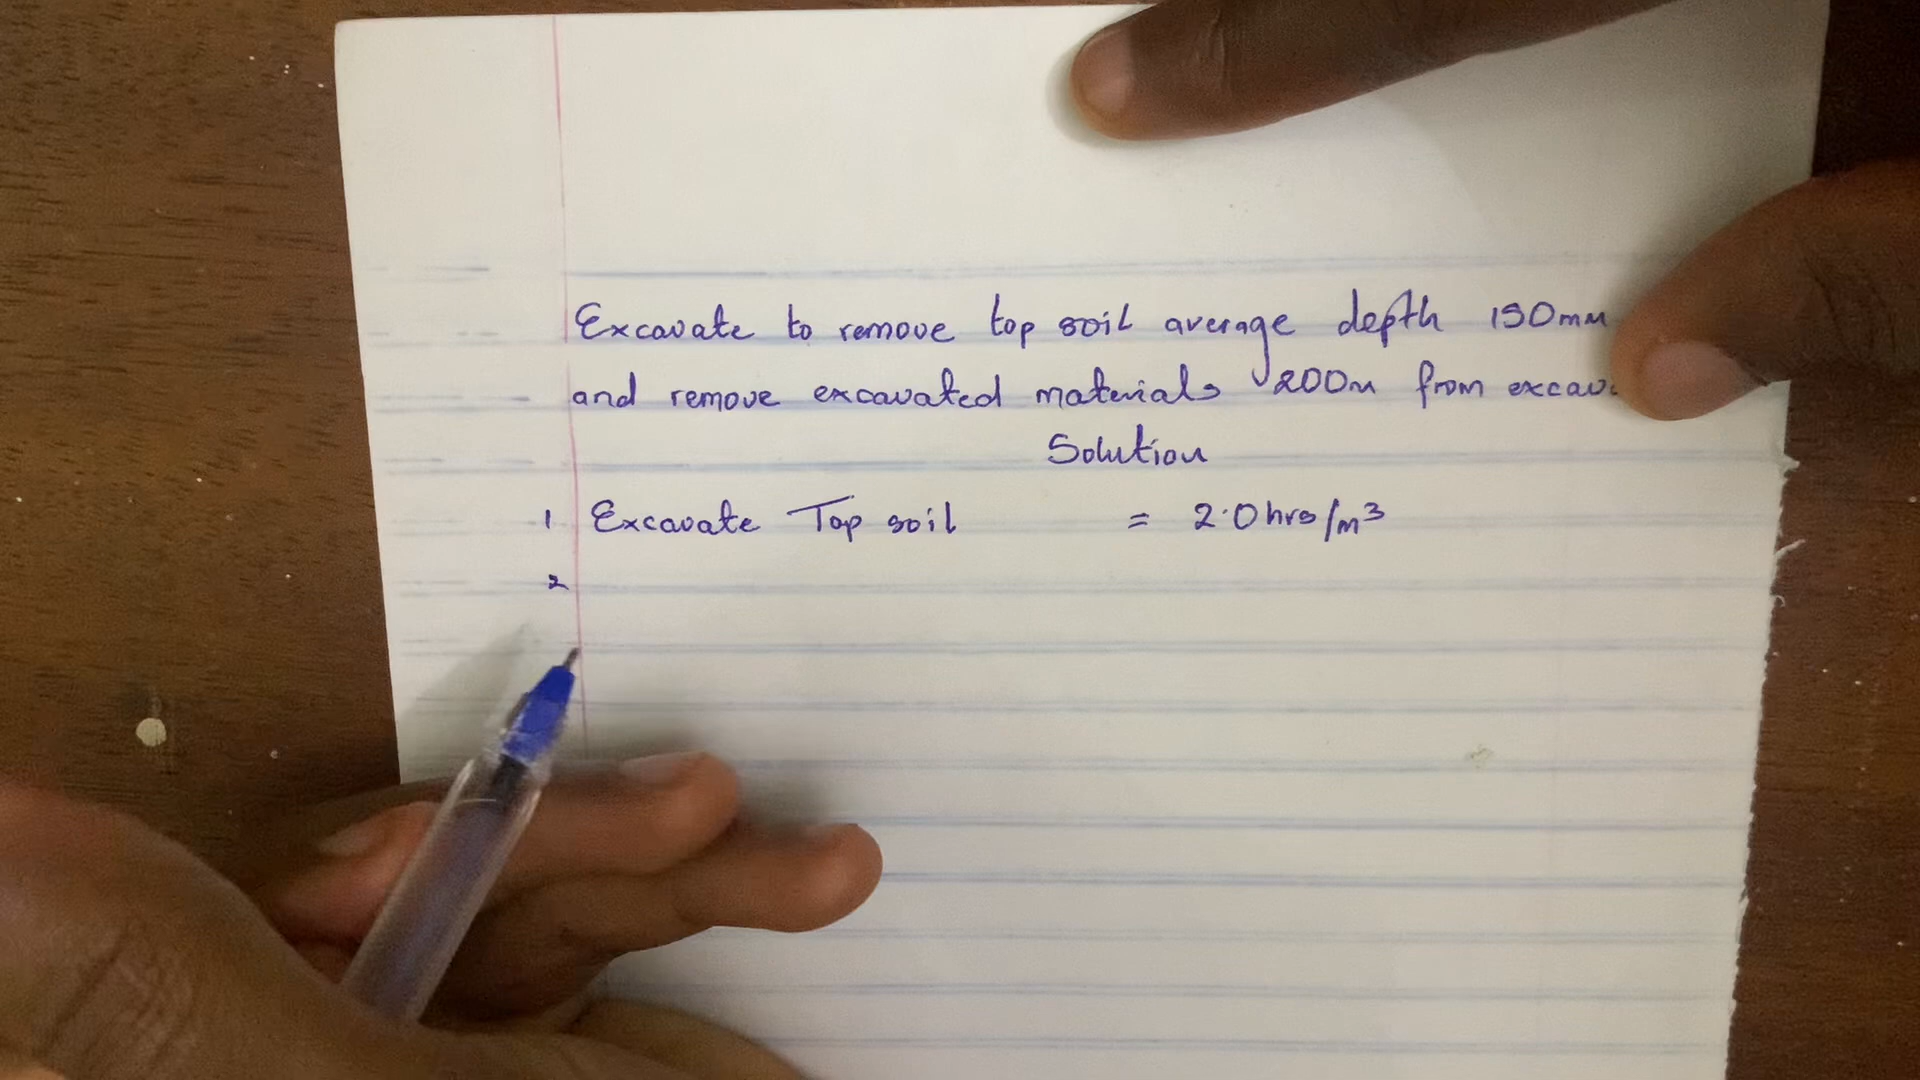 Excavate to remove top soil average depth 150mm
and remove excavated materials 200m from
Solution
1 Excavate Top soil = 2.0hrs/m³
2